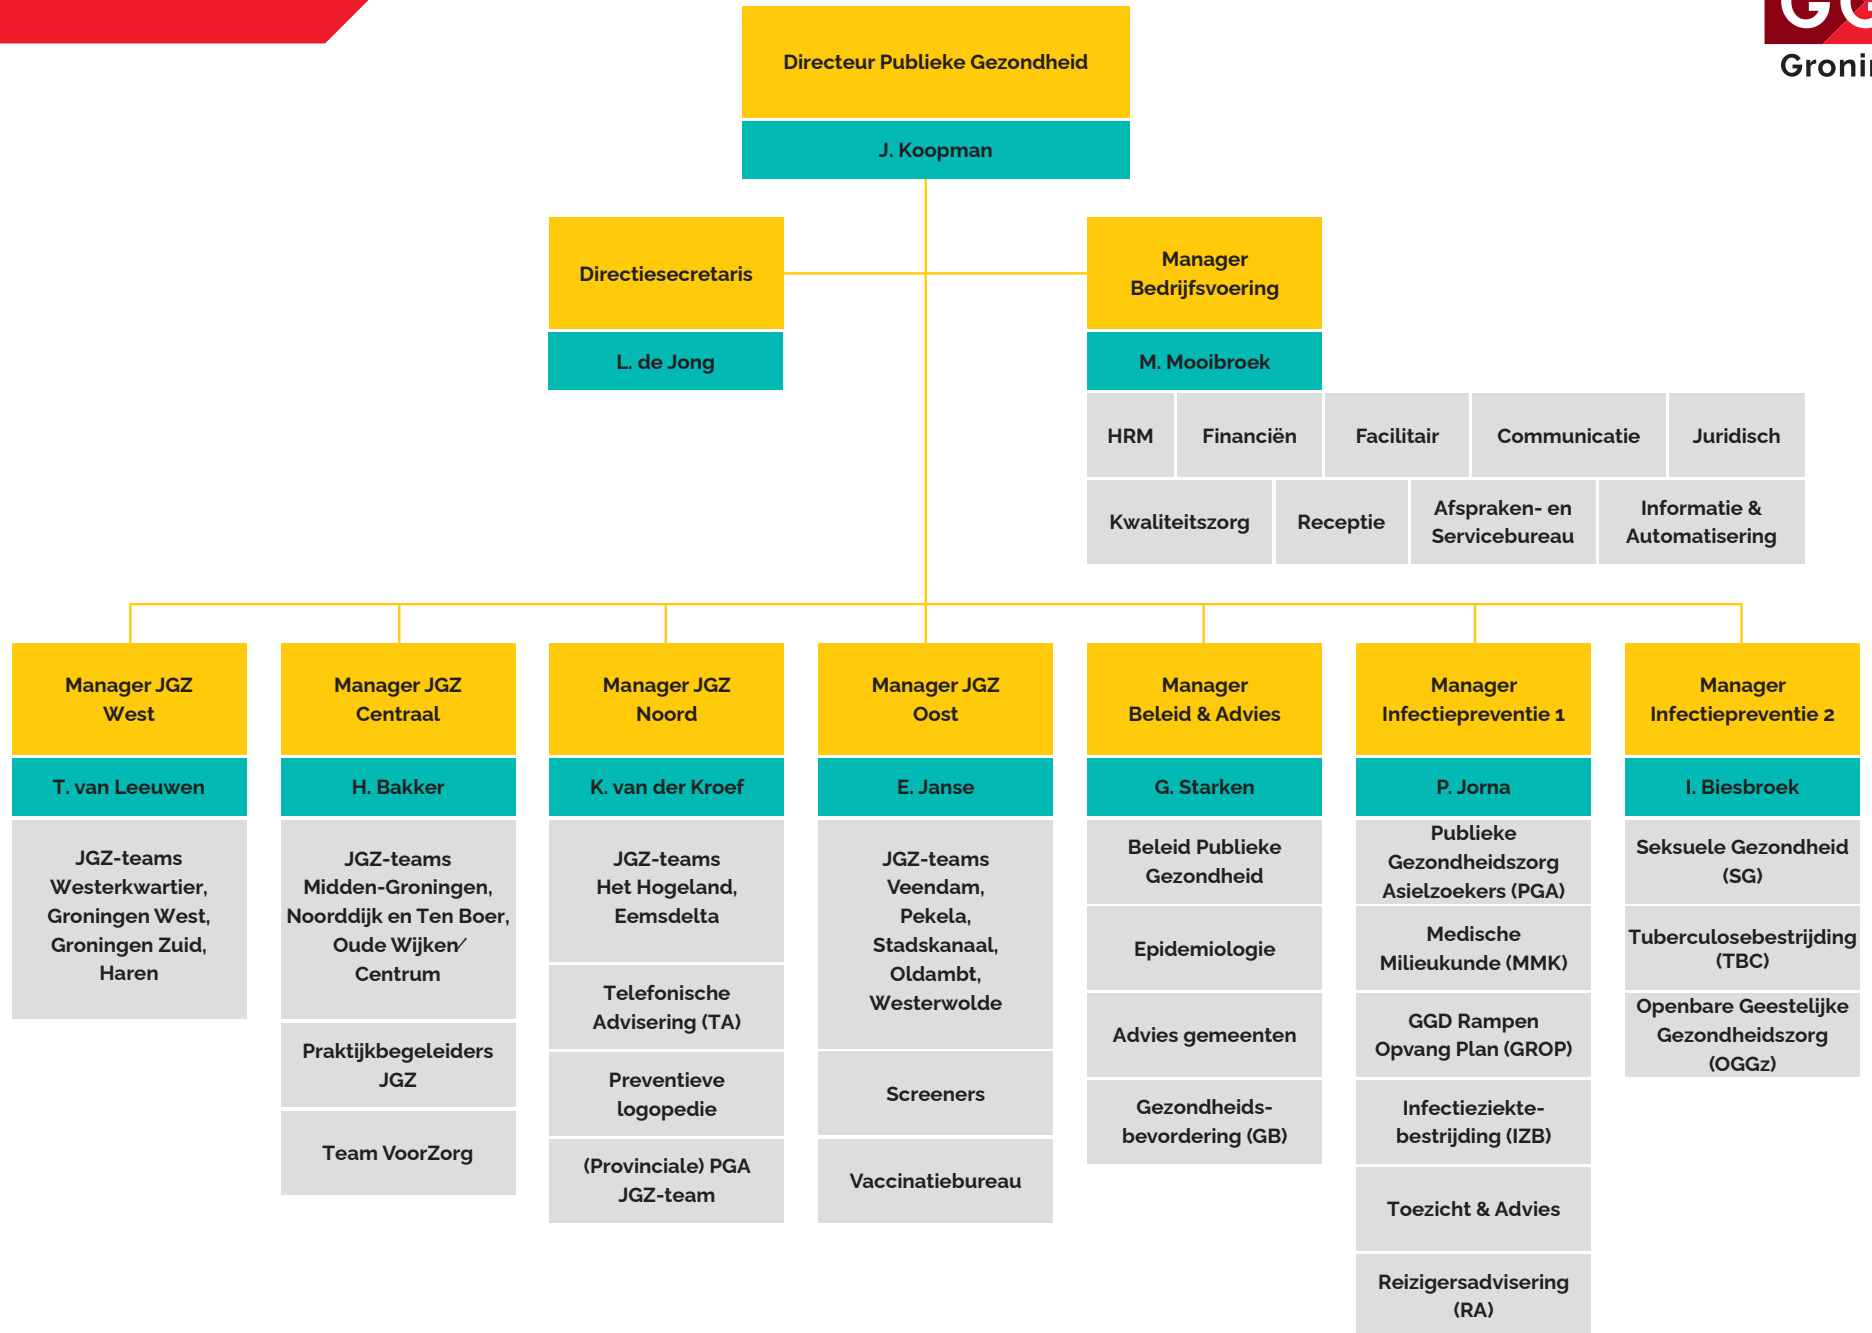 Directeur Publieke Gezondheid
J. Koopman
Directiesecretaris
L. de Jong
Manager
Bedrijfsvoering
M. Mooibroek
HRM
Financiën
Facilitair
Communicatie
Juridisch
Kwaliteitszorg
Receptie
Afspraken- en
Servicebureau
Informatie &
Automatisering
Manager JGZ
West
T. van Leeuwen
JGZ-teams
Westerkwartier,
Groningen West,
Groningen Zuid,
Haren
Manager JGZ
Centraal
H. Bakker
JGZ-teams
Midden-Groningen,
Noorddijk en Ten Boer,
Oude Wijken/
Centrum
Praktijkbegeleiders
JGZ
Team VoorZorg
Manager JGZ
Noord
K. van der Kroef
JGZ-teams
Het Hogeland,
Eemsdelta
Telefonische
Advisering (TA)
Preventieve
logopedie
(Provinciale) PGA
JGZ-team
Manager JGZ
Oost
E. Janse
JGZ-teams
Veendam,
Pekela,
Stadskanaal,
Oldambt,
Westerwolde
Screeners
Vaccinatiebureau
Manager
Beleid & Advies
G. Starken
Beleid Publieke
Gezondheid
Epidemiologie
Advies gemeenten
Gezondheids-
bevordering (GB)
Manager
Infectiepreventie 1
P. Jorna
Publieke
Gezondheidszorg
Asielzoekers (PGA)
Medische
Milieukunde (MMK)
GGD Rampen
Opvang Plan (GROP)
Infectieziekte-
bestrijding (IZB)
Toezicht & Advies
Reizigersadvisering
(RA)
Manager
Infectiepreventie 2
I. Biesbroek
Seksuele Gezondheid
(SG)
Tuberculosebestrijding
(TBC)
Openbare Geestelijke
Gezondheidszorg
(OGGz)